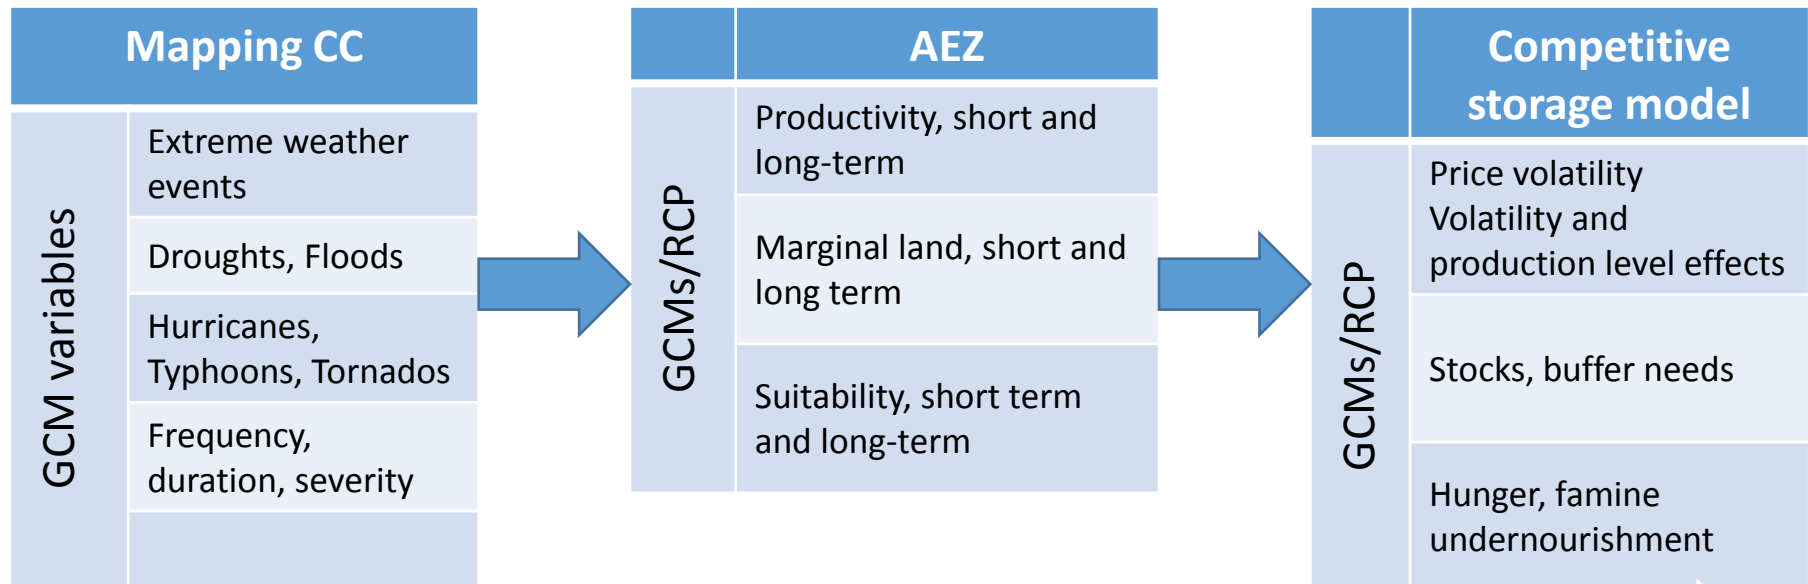 Mapping CC
GCM variables
Extreme weather
events
Droughts, Floods
Hurricanes,
Typhoons, Tornados
Frequency,
duration, severity
AEZ
GCMs/RCP
Productivity, short and
long-term
Marginal land, short and
long term
Suitability, short term
and long-term
Competitive
storage model
GCMs/RCP
Price volatility
Volatility and
production level effects
Stocks, buffer needs
Hunger, famine
undernourishment